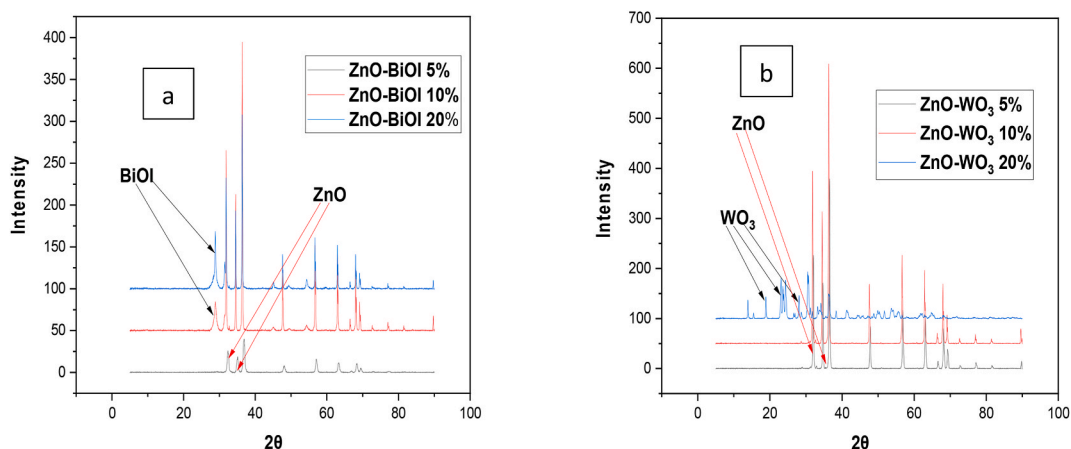 a
ZnO-BiOI 5%
ZnO-BiOI 10%
ZnO-BiOI 20%
BiOI
ZnO
Intensity
400
350
300
250
200
150
100
50
0
0 20 40 60 80 100
2θ
b
ZnO-WO₃ 5%
ZnO-WO₃ 10%
ZnO-WO₃ 20%
ZnO
WO₃
Intensity
700
600
500
400
300
200
100
0
0 20 40 60 80 100
2θ